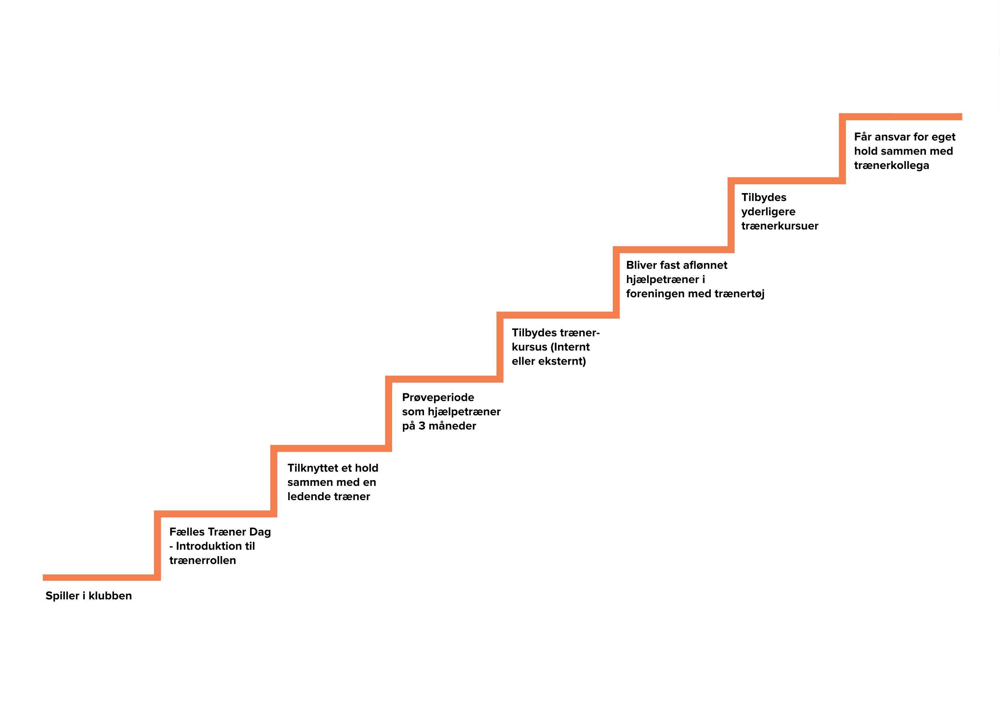 Får ansvar for eget
hold sammen med
trænerkollega
Tilbydes
yderligere
trænerkursuer
Bliver fast aflønnet
hjælpetræner i
foreningen med trænertøj
Tilbydes træner-
kursus (Internt
eller eksternt)
Prøveperiode
som hjælpetræner
på 3 måneder
Tilknyttet et hold
sammen med en
ledende træner
Fælles Træner Dag
- Introduktion til
trænerrollen
Spiller i klubben